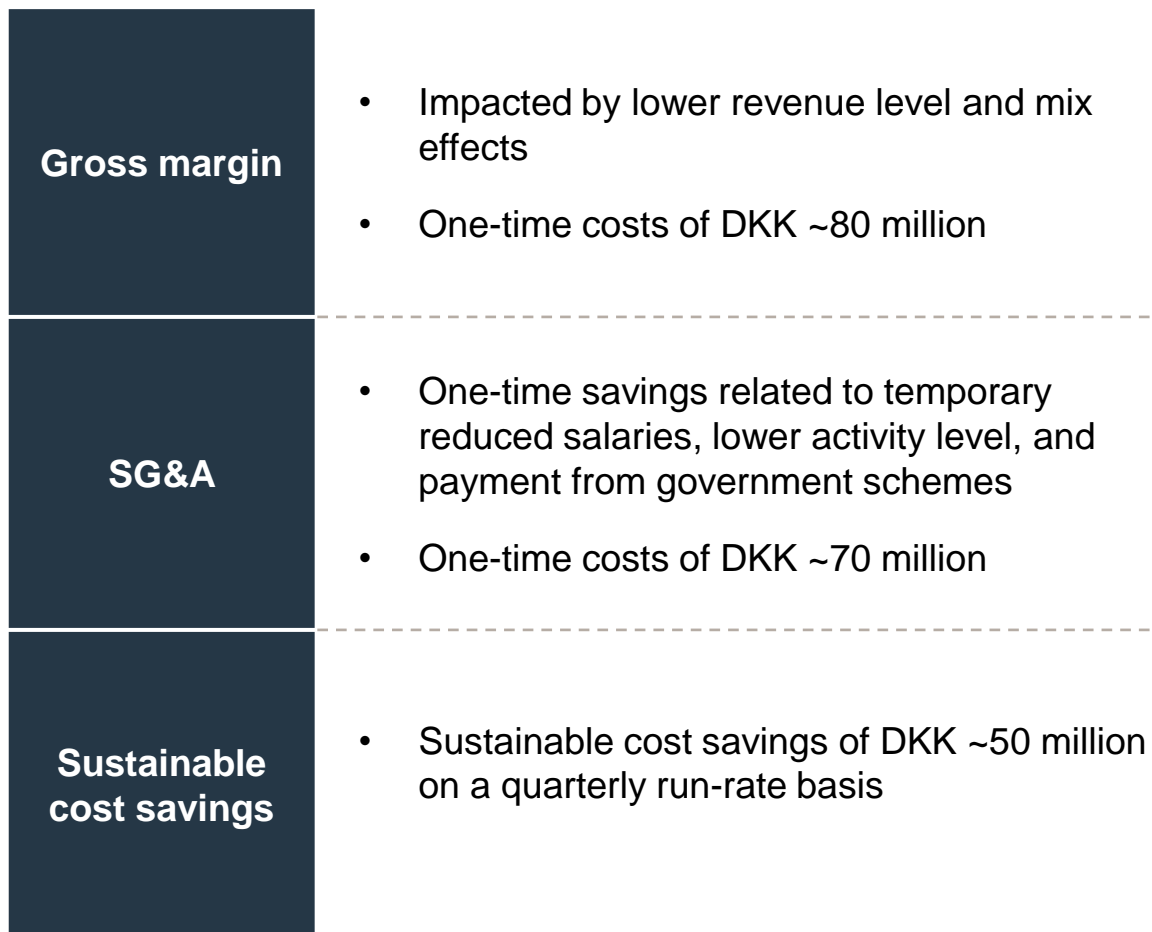 Gross margin
• Impacted by lower revenue level and mix
effects
• One-time costs of DKK ~80 million
SG&A
• One-time savings related to temporary
reduced salaries, lower activity level, and
payment from government schemes
• One-time costs of DKK ~70 million
Sustainable
cost savings
• Sustainable cost savings of DKK ~50 million
on a quarterly run-rate basis